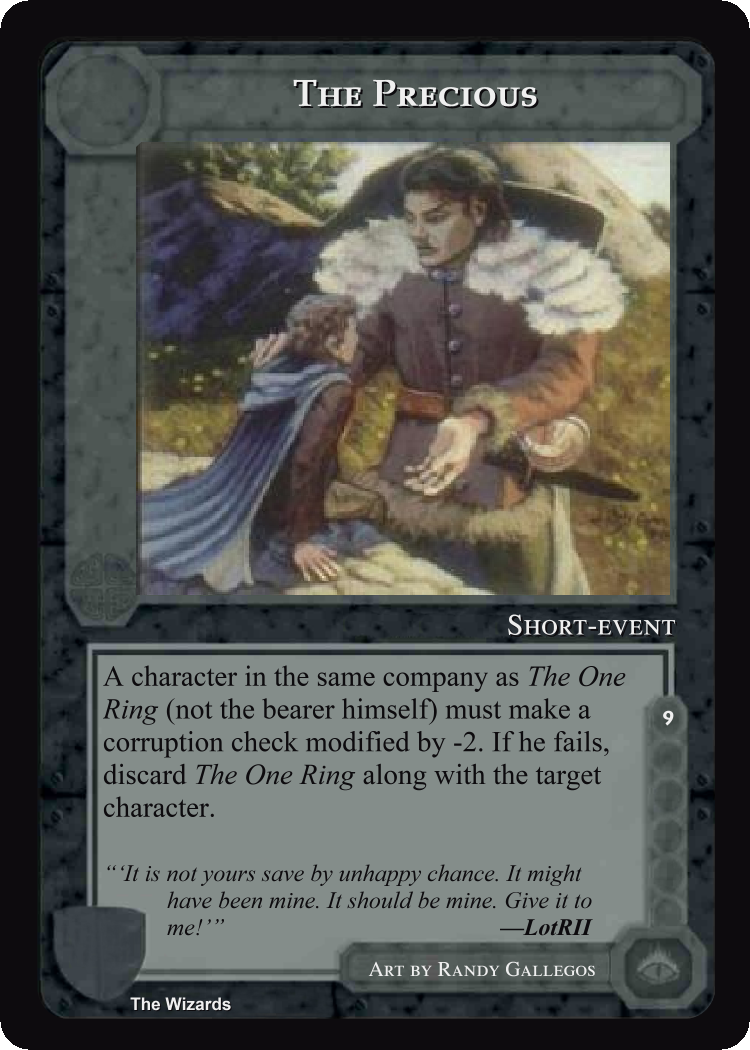 The Precious
Short-event
A character in the same company as The One
Ring (not the bearer himself) must make a
corruption check modified by -2. If he fails,
discard The One Ring along with the target
character.
9
“‘It is not yours save by unhappy chance. It might
have been mine. It should be mine. Give it to
me!’”
—LotRII
Art by Randy Gallegos
The Wizards